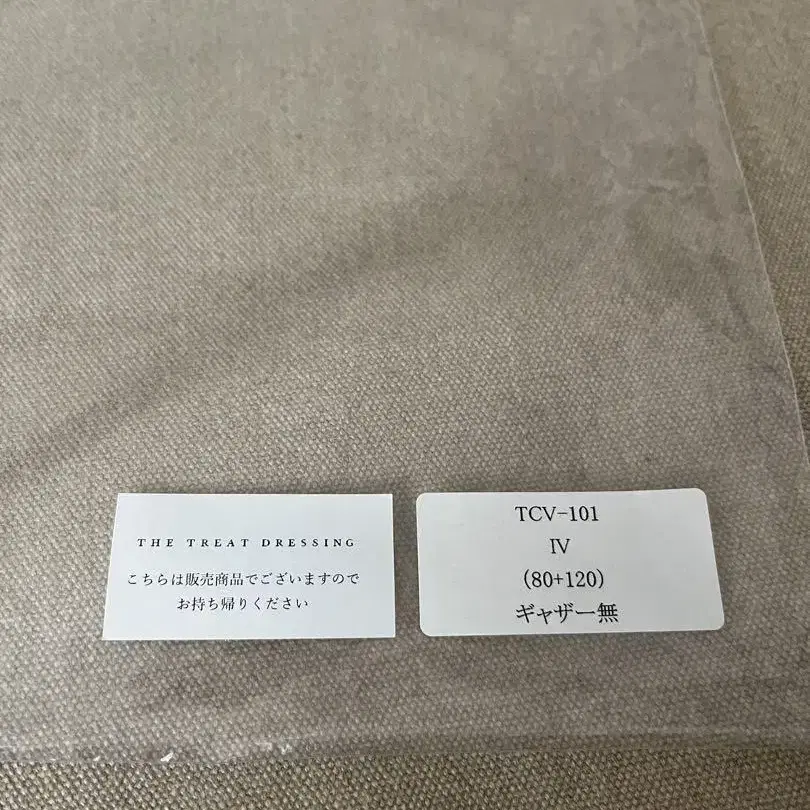 THE TREAT DRESSING
こちらは販売商品でございますので
お持ち帰りください
TCV-101
IV
(80+120)
ギャザー無